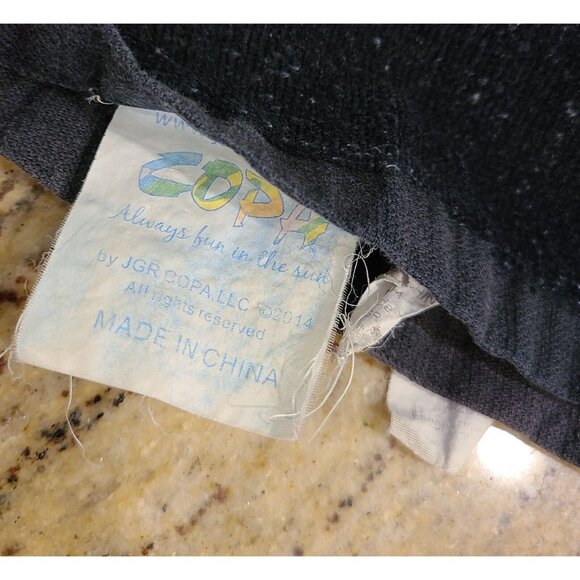 COPA
Always fun in the sun
by JGR COPA, LLC ©2014
All rights reserved
MADE IN CHINA